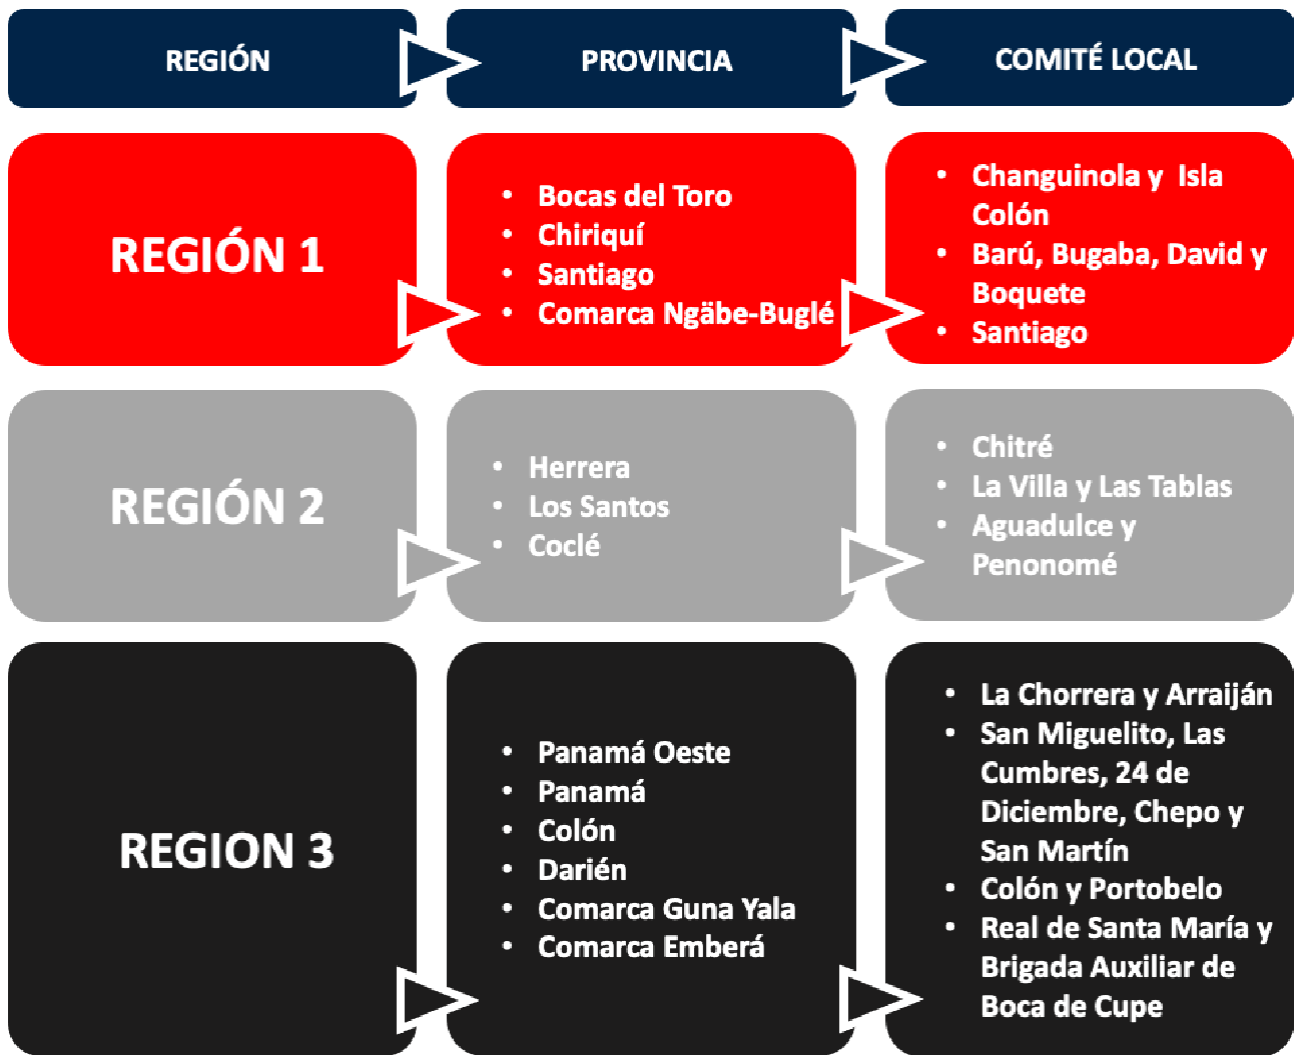 REGIÓN
PROVINCIA
COMITÉ LOCAL
REGIÓN 1
• Bocas del Toro
• Chiriquí
• Santiago
• Comarca Ngäbe-Buglé
• Changuinola y Isla
Colón
• Barú, Bugaba, David y
Boquete
• Santiago
REGIÓN 2
• Herrera
• Los Santos
• Coclé
• Chitré
• La Villa y Las Tablas
• Aguadulce y
Penonomé
REGION 3
• Panamá Oeste
• Panamá
• Colón
• Darién
• Comarca Guna Yala
• Comarca Emberá
• La Chorrera y Arraiján
• San Miguelito, Las
Cumbres, 24 de
Diciembre, Chepo y
San Martín
• Colón y Portobelo
• Real de Santa María y
Brigada Auxiliar de
Boca de Cupe